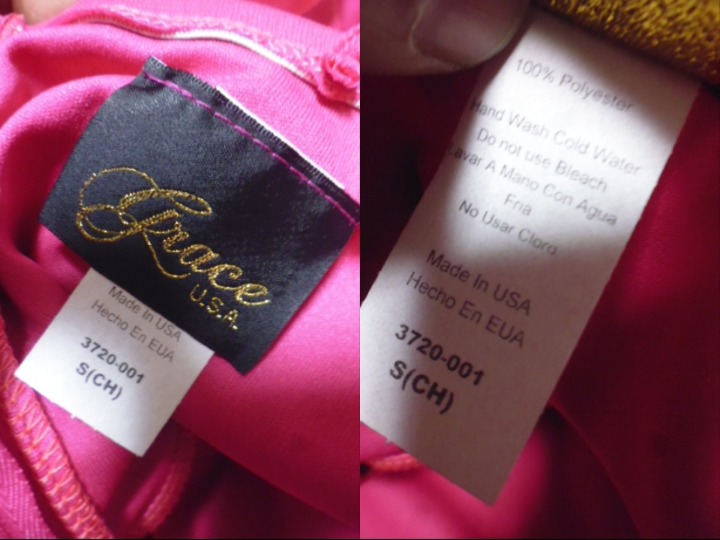 Grace
U.S.A.
Made In USA
Hecho En EUA
3720-001
S(CH)
100% Polyester
Hand Wash Cold Water
Do not use Bleach
Lavar A Mano Con Agua
Fria
No Usar Cloro
Made In USA
Hecho En EUA
3720-001
S(CH)